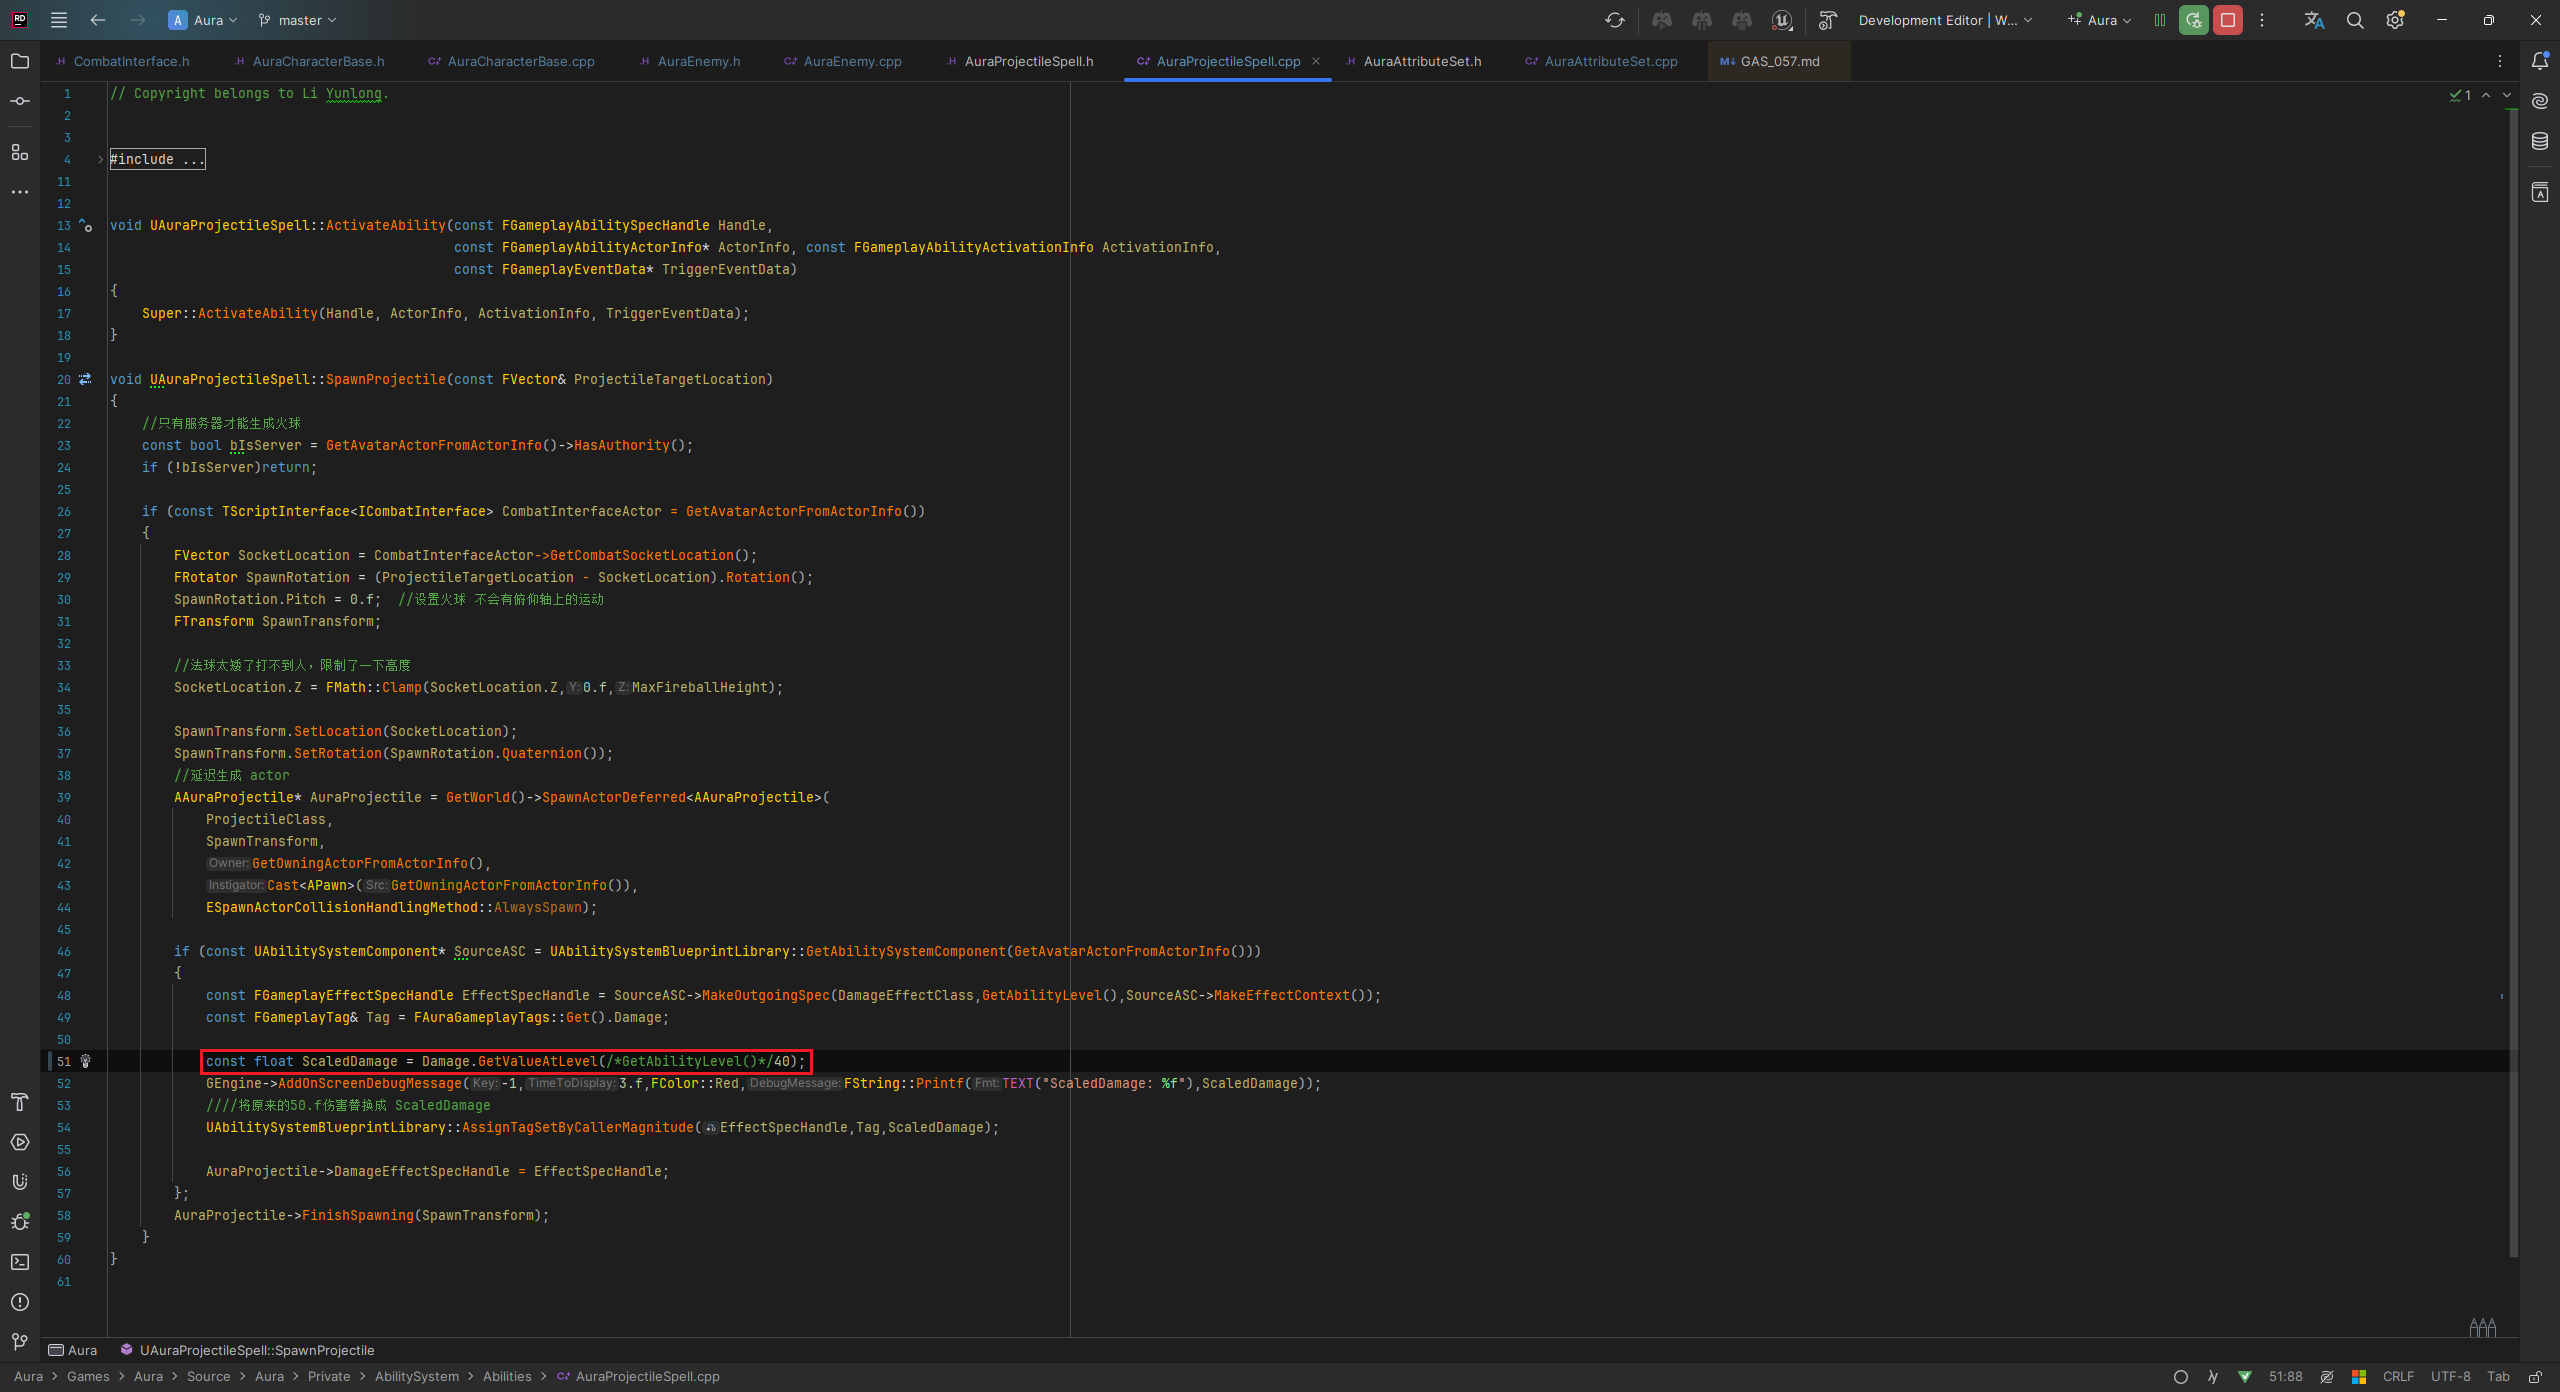 RD A Aura master Development Editor | W... Aura
CombatInterface.h AuraCharacterBase.h AuraCharacterBase.cpp AuraEnemy.h AuraEnemy.cpp AuraProjectileSpell.h AuraProjectileSpell.cpp AuraAttributeSet.h AuraAttributeSet.cpp GAS_057.md
1 // Copyright belongs to Li Yunlong. 1
2
3
4 #include ...
11
12
13 void UAuraProjectileSpell::ActivateAbility(const FGameplayAbilitySpecHandle Handle,
14 const FGameplayAbilityActorInfo* ActorInfo, const FGameplayAbilityActivationInfo ActivationInfo,
15 const FGameplayEventData* TriggerEventData)
16 {
17 Super::ActivateAbility(Handle, ActorInfo, ActivationInfo, TriggerEventData);
18 }
19
20 void UAuraProjectileSpell::SpawnProjectile(const FVector& ProjectileTargetLocation)
21 {
22 //只有服务器才能生成火球
23 const bool bIsServer = GetAvatarActorFromActorInfo()->HasAuthority();
24 if (!bIsServer)return;
25
26 if (const TScriptInterface<ICombatInterface> CombatInterfaceActor = GetAvatarActorFromActorInfo())
27 {
28 FVector SocketLocation = CombatInterfaceActor->GetCombatSocketLocation();
29 FRotator SpawnRotation = (ProjectileTargetLocation - SocketLocation).Rotation();
30 SpawnRotation.Pitch = 0.f; //设置火球 不会有俯仰轴上的运动
31 FTransform SpawnTransform;
32
33 //法球太矮了打不到人，限制了一下高度
34 SocketLocation.Z = FMath::Clamp(SocketLocation.Z, Y: 0.f, Z: MaxFireballHeight);
35
36 SpawnTransform.SetLocation(SocketLocation);
37 SpawnTransform.SetRotation(SpawnRotation.Quaternion());
38 //延迟生成 actor
39 AAuraProjectile* AuraProjectile = GetWorld()->SpawnActorDeferred<AAuraProjectile>(
40 ProjectileClass,
41 SpawnTransform,
42 Owner: GetOwningActorFromActorInfo(),
43 Instigator: Cast<APawn>( Src: GetOwningActorFromActorInfo()),
44 ESpawnActorCollisionHandlingMethod::AlwaysSpawn);
45
46 if (const UAbilitySystemComponent* SourceASC = UAbilitySystemBlueprintLibrary::GetAbilitySystemComponent(GetAvatarActorFromActorInfo()))
47 {
48 const FGameplayEffectSpecHandle EffectSpecHandle = SourceASC->MakeOutgoingSpec(DamageEffectClass,GetAbilityLevel(),SourceASC->MakeEffectContext());
49 const FGameplayTag& Tag = FAuraGameplayTags::Get().Damage;
50
51 const float ScaledDamage = Damage.GetValueAtLevel(/*GetAbilityLevel()*/40);
52 GEngine->AddOnScreenDebugMessage( Key: -1, TimeToDisplay: 3.f,FColor::Red, DebugMessage: FString::Printf( Fmt: TEXT("ScaledDamage: %f"),ScaledDamage));
53 ////将原来的50.f伤害替换成 ScaledDamage
54 UAbilitySystemBlueprintLibrary::AssignTagSetByCallerMagnitude( EffectSpecHandle,Tag,ScaledDamage);
55
56 AuraProjectile->DamageEffectSpecHandle = EffectSpecHandle;
57 };
58 AuraProjectile->FinishSpawning(SpawnTransform);
59 }
60 }
61
Aura UAuraProjectileSpell::SpawnProjectile
Aura > Games > Aura > Source > Aura > Private > AbilitySystem > Abilities > AuraProjectileSpell.cpp 51:88 CRLF UTF-8 Tab